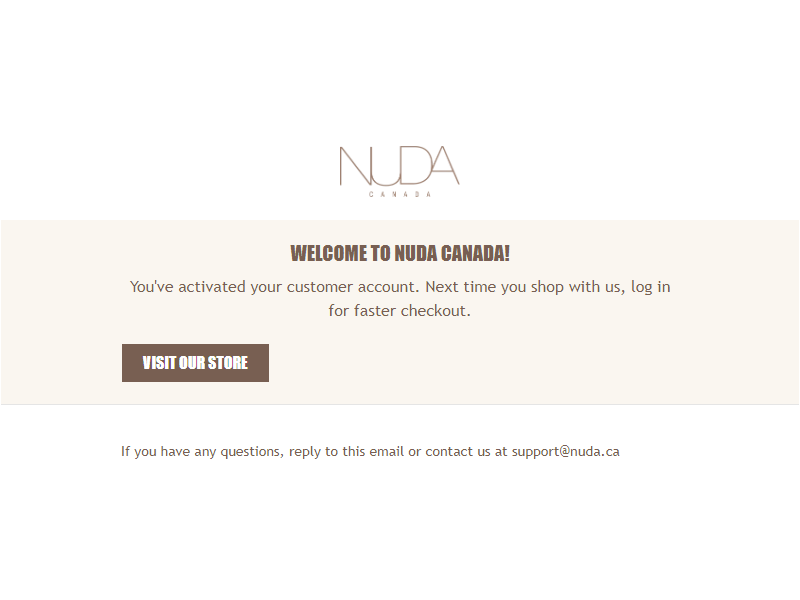 NUDA
CANADA
WELCOME TO NUDA CANADA!
You've activated your customer account. Next time you shop with us, log in
for faster checkout.
VISIT OUR STORE
If you have any questions, reply to this email or contact us at support@nuda.ca